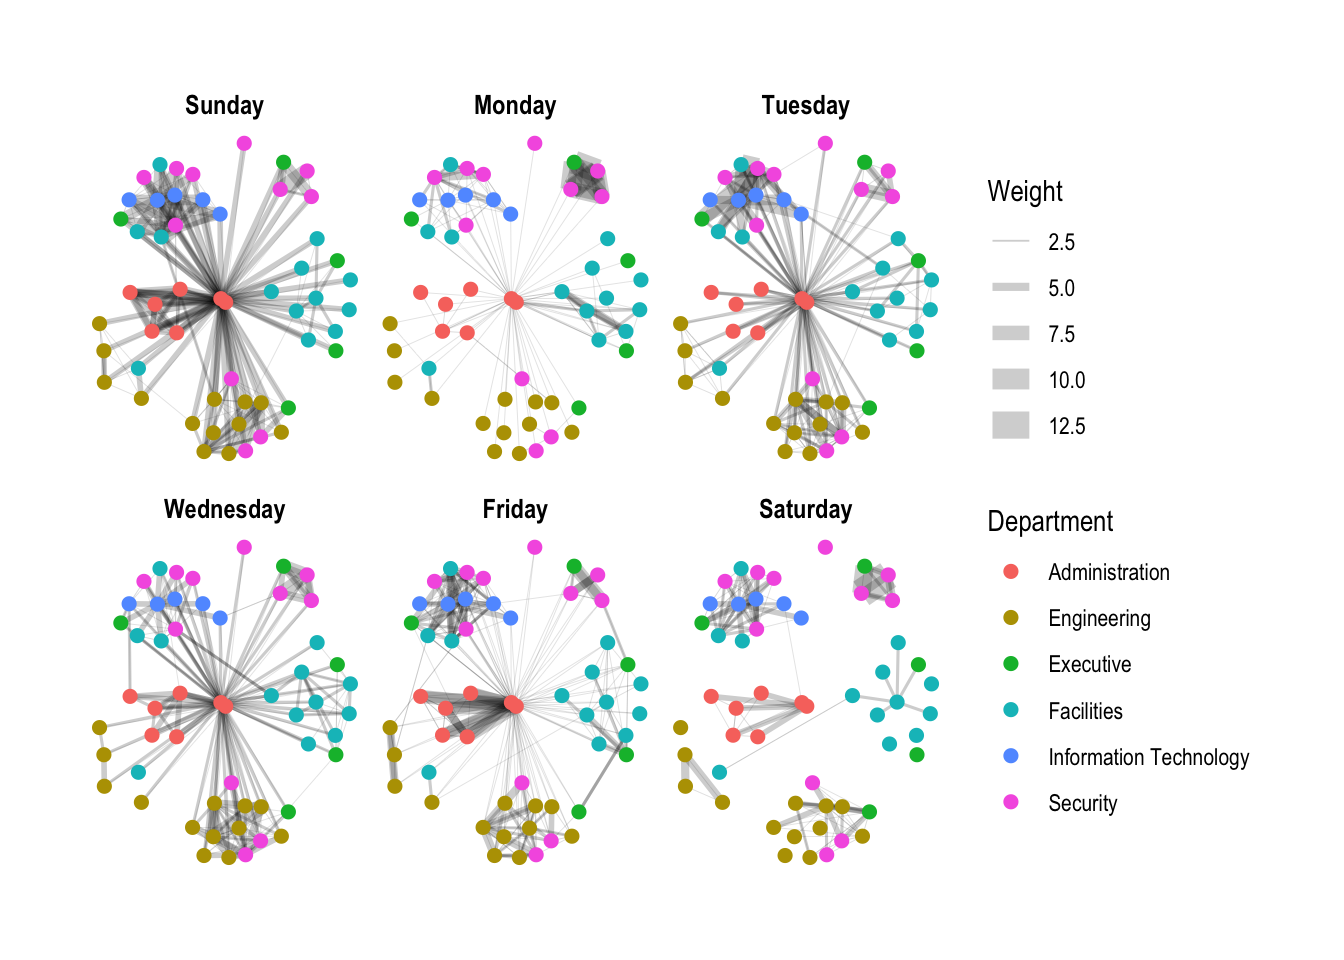 Sunday
Monday
Tuesday
Wednesday
Friday
Saturday
Weight
2.5
5.0
7.5
10.0
12.5
Department
Administration
Engineering
Executive
Facilities
Information Technology
Security